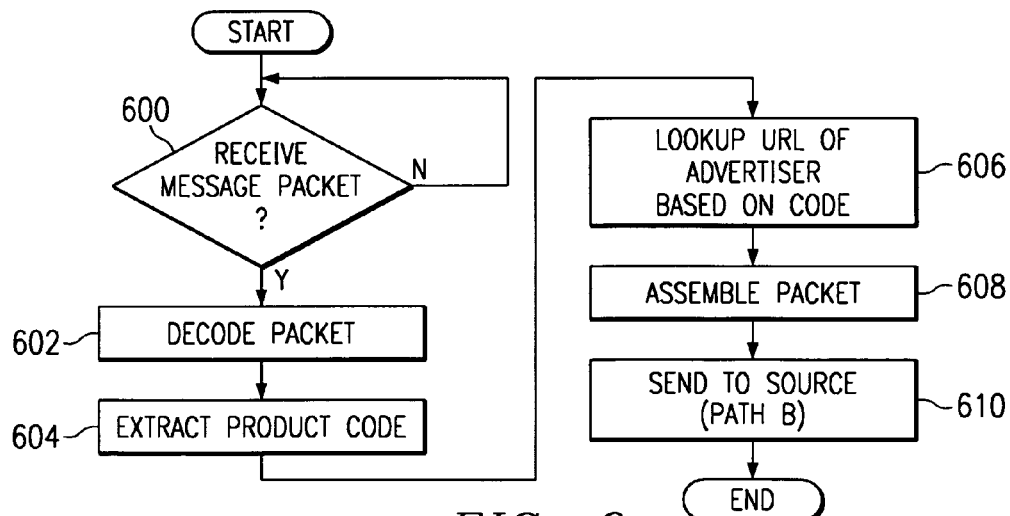 START
600
RECEIVE
MESSAGE PACKET
?
N
Y
602
DECODE PACKET
604
EXTRACT PRODUCT CODE
LOOKUP URL OF
ADVERTISER
BASED ON CODE
606
ASSEMBLE PACKET
608
SEND TO SOURCE
(PATH B)
610
END